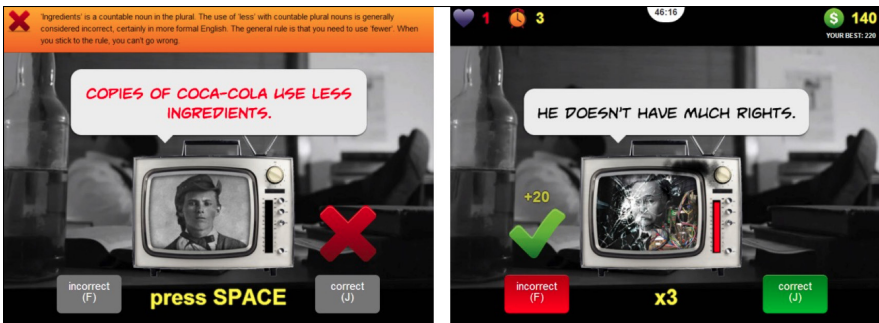 'Ingredients' is a countable noun in the plural. The use of 'less' with countable plural nouns is generally
considered incorrect, certainly in more formal English. The general rule is that you need to use 'fewer'. When
you stick to the rule, you can't go wrong.
COPIES OF COCA-COLA USE LESS
INGREDIENTS.
incorrect
(F)
press SPACE
correct
(J)
1
3
46:16
$ 140
YOUR BEST: 220
HE DOESN'T HAVE MUCH RIGHTS.
+20
incorrect
(F)
x3
correct
(J)